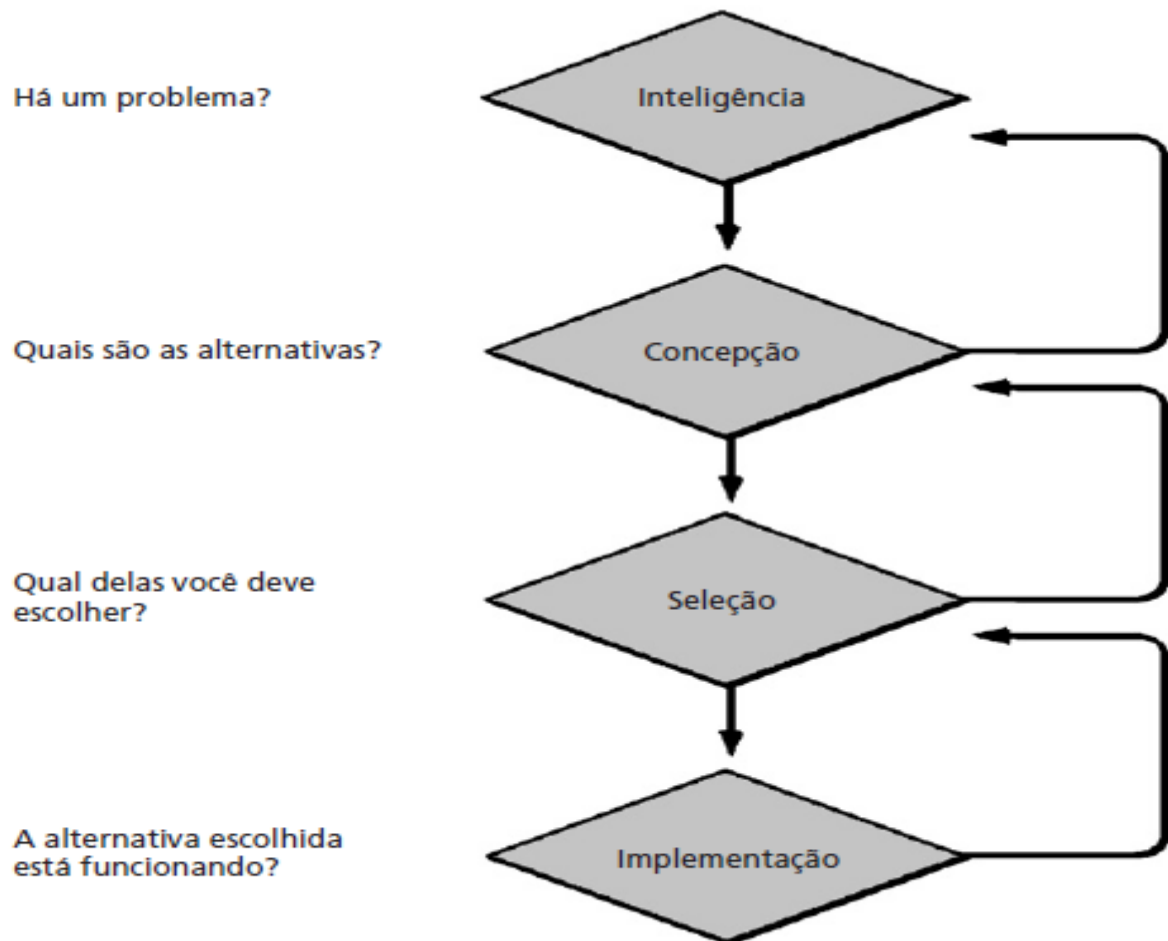 Há um problema?
Inteligência
Quais são as alternativas?
Concepção
Qual delas você deve
escolher?
Seleção
A alternativa escolhida
está funcionando?
Implementação